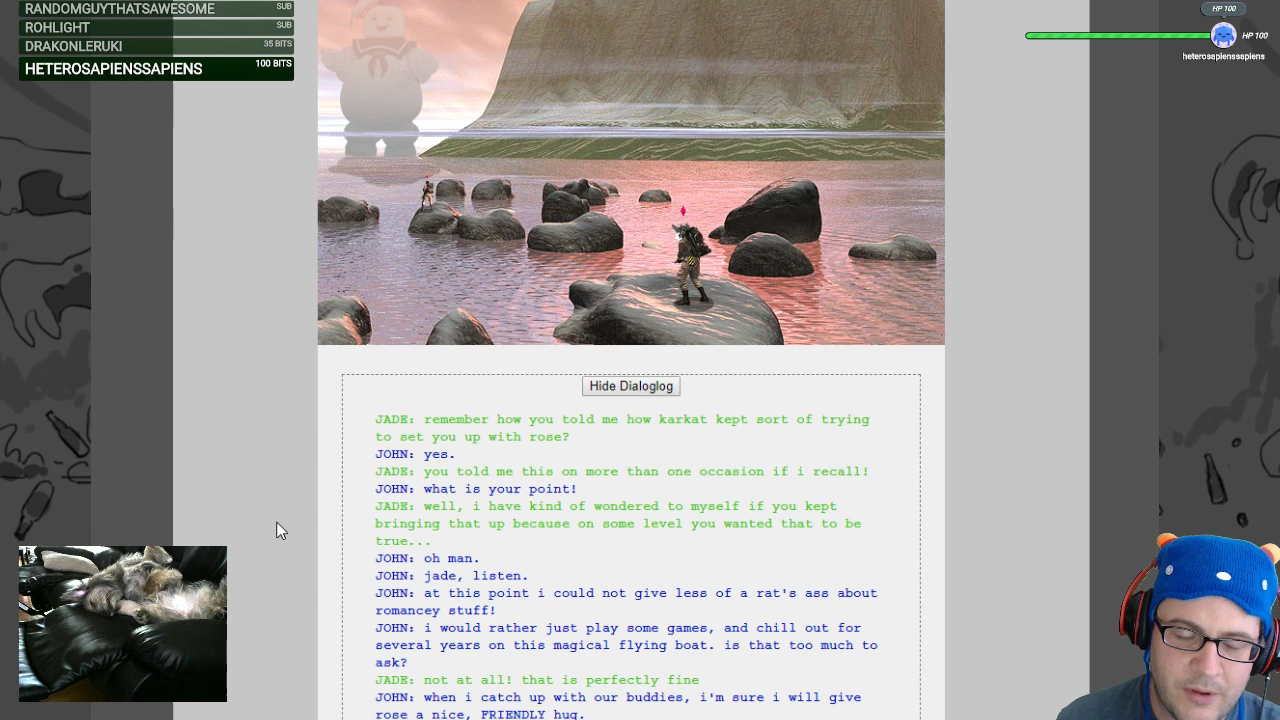 RANDOMGUYTHATSAWESOME SUB
ROHLIGHT SUB
DRAKONLERUKI 35 BITS
HETEROSAPIENSSAPIENS 100 BITS
HP 100
HP 100
heterosapienssapiens
Hide Dialoglog
JADE: remember how you told me how karkat kept sort of trying
to set you up with rose?
JOHN: yes.
JADE: you told me this on more than one occasion if i recall!
JOHN: what is your point!
JADE: well, i have kind of wondered to myself if you kept
bringing that up because on some level you wanted that to be
true...
JOHN: oh man.
JOHN: jade, listen.
JOHN: at this point i could not give less of a rat's ass about
romancey stuff!
JOHN: i would rather just play some games, and chill out for
several years on this magical flying boat. is that too much to
ask?
JADE: not at all! that is perfectly fine
JOHN: when i catch up with our buddies, i'm sure i will give
rose a nice, FRIENDLY hug.